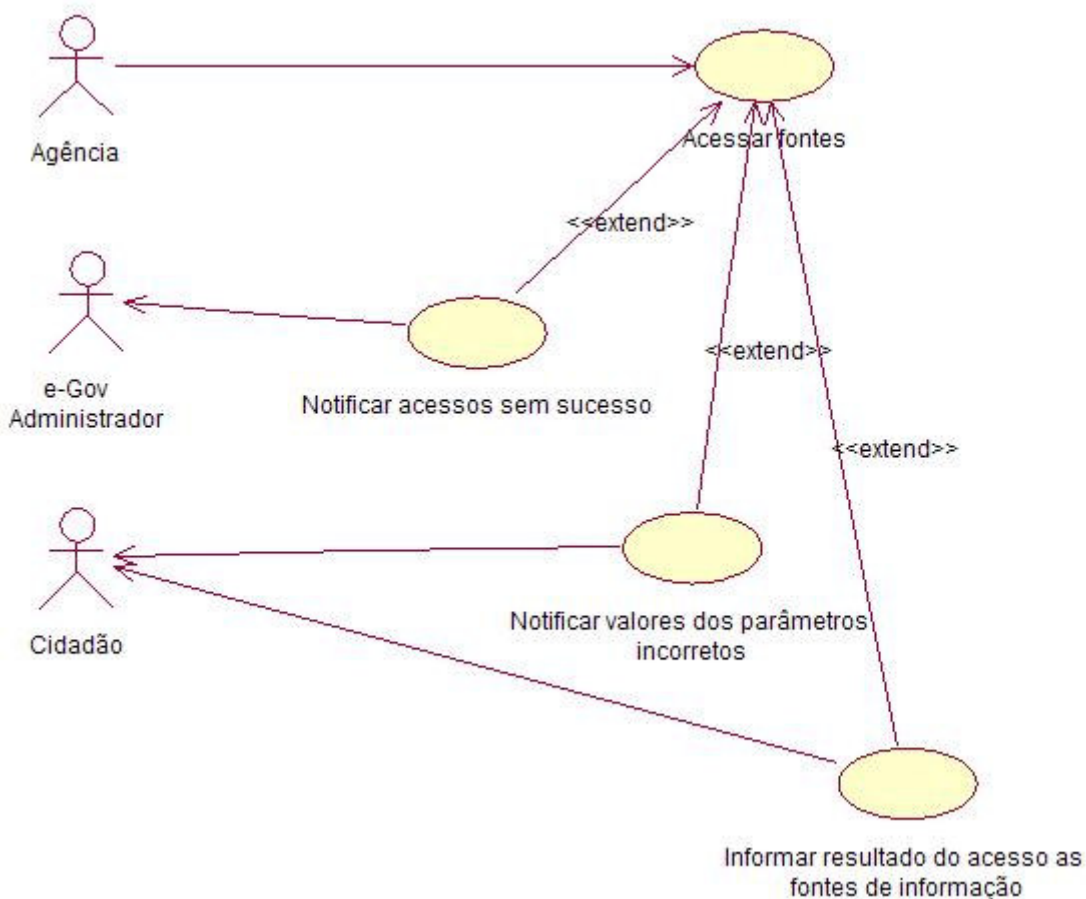 Agência
Acessar fontes
<<extend>>
e-Gov
Administrador
Notificar acessos sem sucesso
<<extend>>
<<extend>>
Cidadão
Notificar valores dos parâmetros
incorretos
Informar resultado do acesso as
fontes de informação